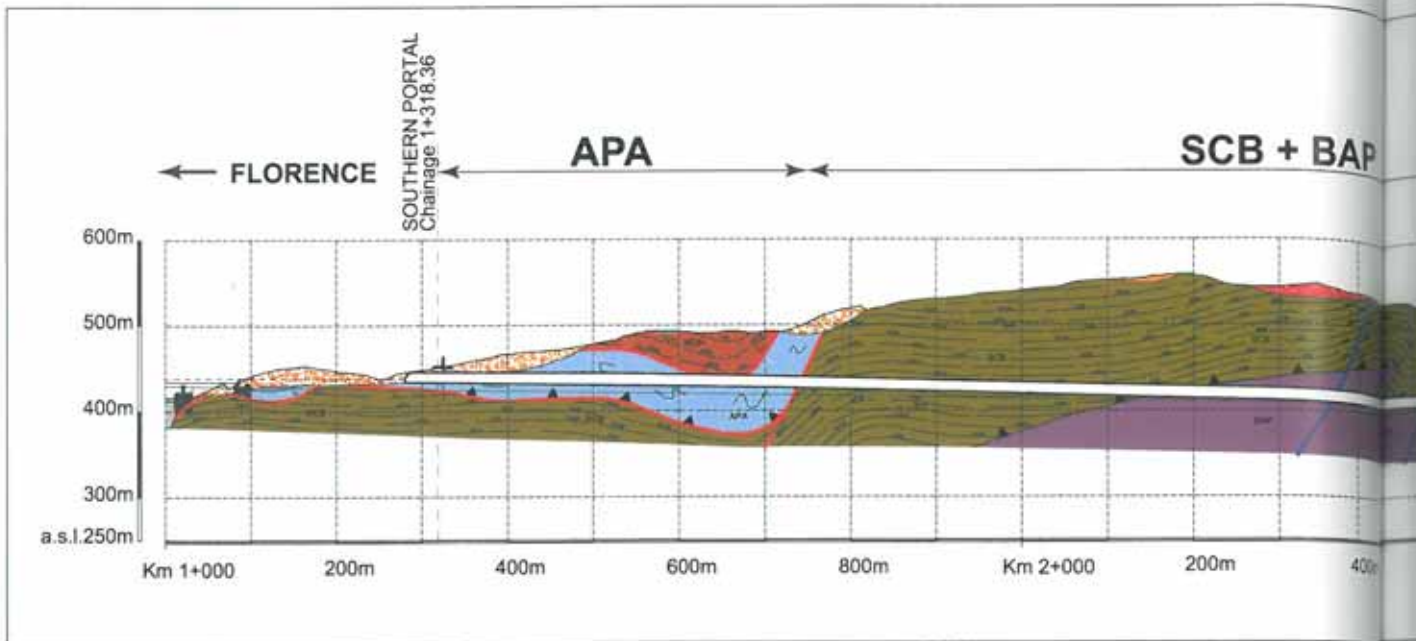 SOUTHERN PORTAL
Chainage 1+318.36
FLORENCE
APA
SCB + BAP
600m
500m
400m
300m
a.s.l.250m
APA
Km 1+000
200m
400m
600m
800m
Km 2+000
200m